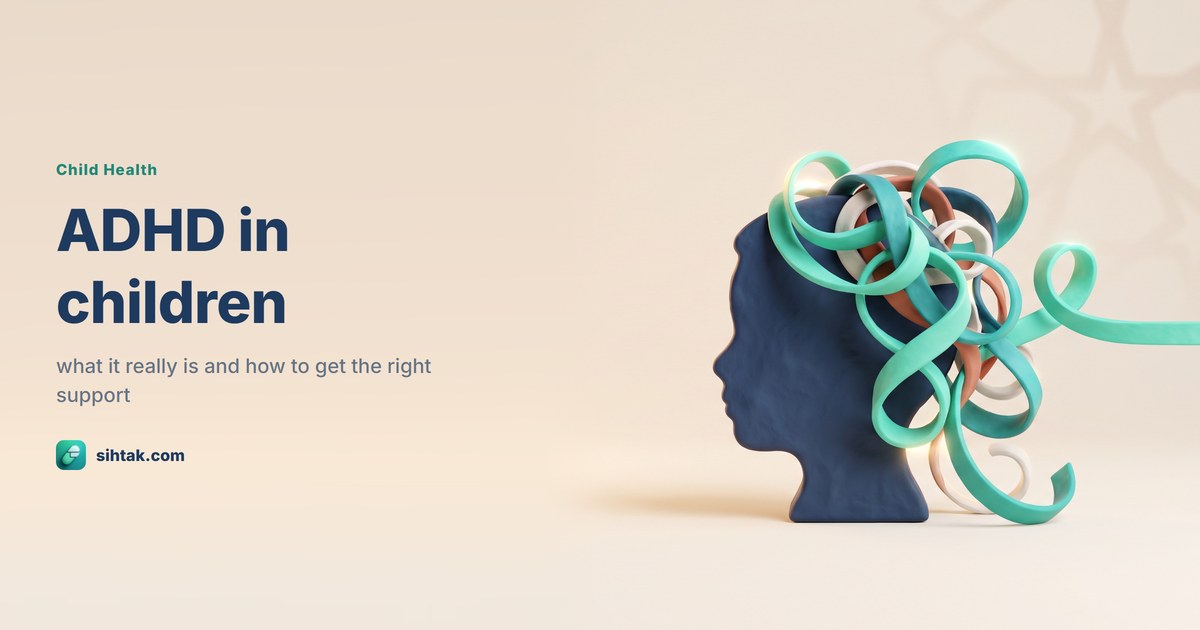 Child Health
ADHD in
children
what it really is and how to get the right
support
sihtak.com